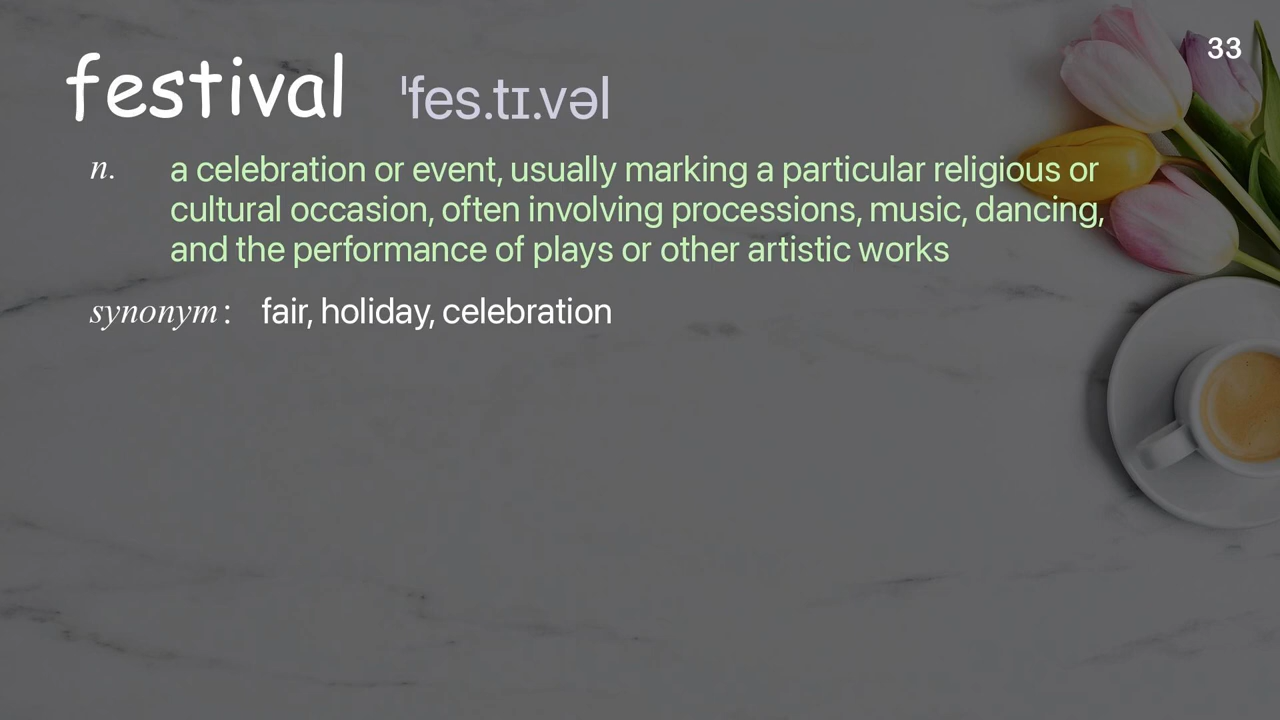 33
festival ˈfes.tɪ.vəl
n. a celebration or event, usually marking a particular religious or
cultural occasion, often involving processions, music, dancing,
and the performance of plays or other artistic works
synonym: fair, holiday, celebration